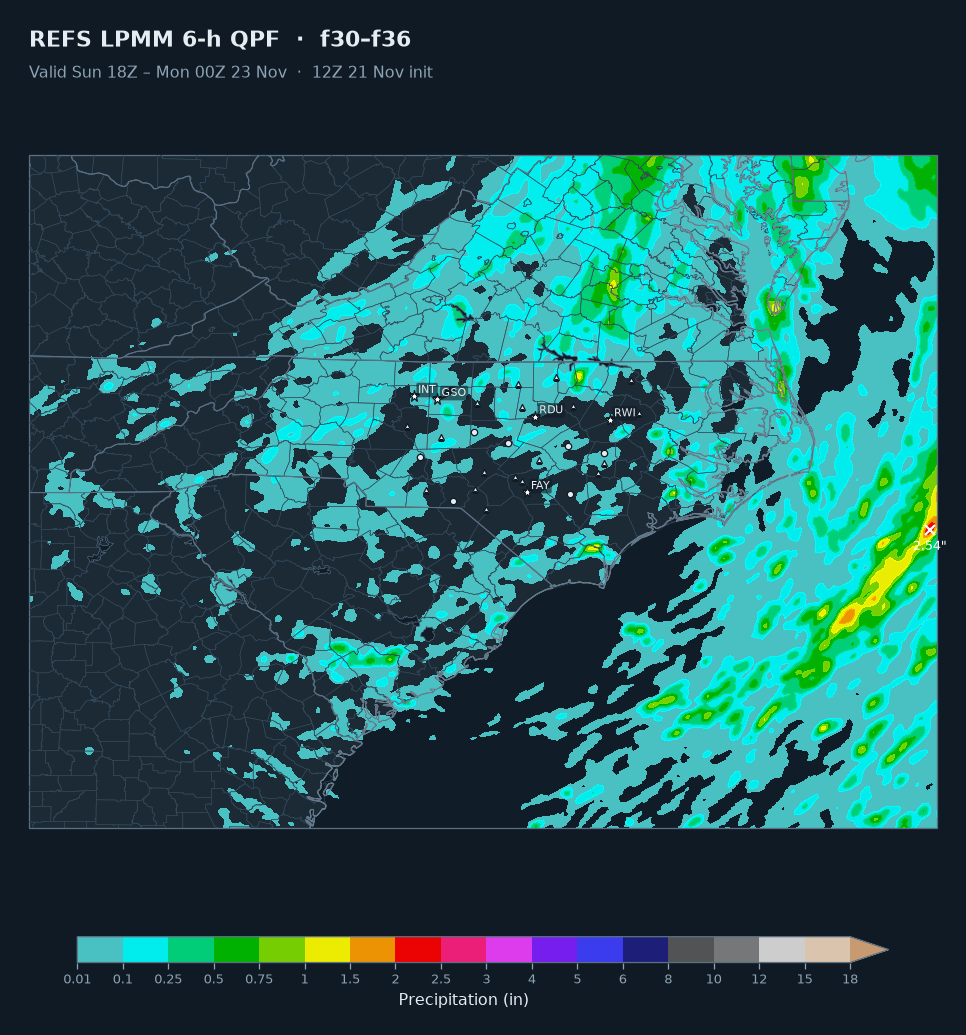 REFS LPMM 6-h QPF · f30–f36
Valid Sun 18Z – Mon 00Z 23 Nov · 12Z 21 Nov init
INT
GSO
RDU
RWI
FAY
2.54"
0.01 0.1 0.25 0.5 0.75 1 1.5 2 2.5 3 4 5 6 8 10 12 15 18
Precipitation (in)